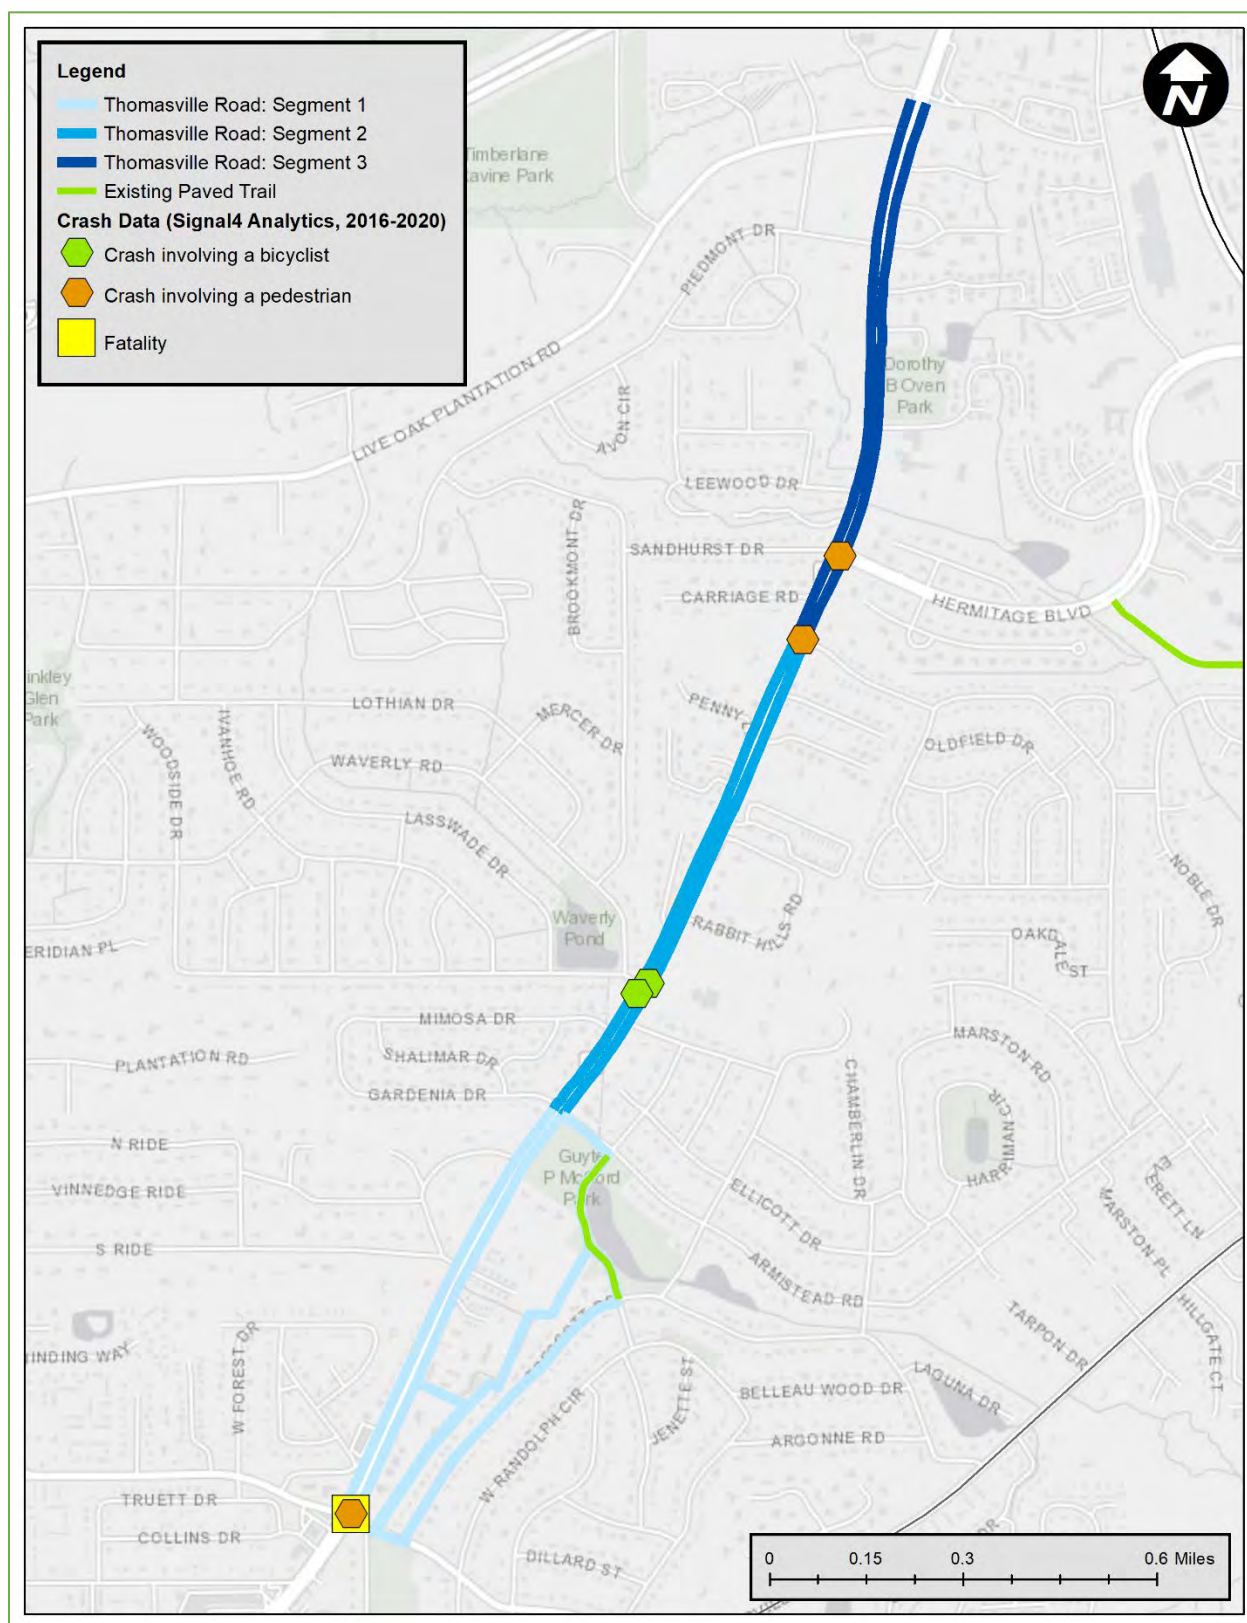 Legend
Thomasville Road: Segment 1
Thomasville Road: Segment 2
Thomasville Road: Segment 3
Existing Paved Trail
Crash Data (Signal4 Analytics, 2016-2020)
Crash involving a bicyclist
Crash involving a pedestrian
Fatality
N
Timberlane
Ravine Park
PIEDMONT DR
LIVE OAK PLANTATION RD
AVON CIR
Dorothy
B Oven
Park
LEEWOOD DR
BROOKMONT DR
SANDHURST DR
CARRIAGE RD
HERMITAGE BLVD
inkley
Glen
Park
LOTHIAN DR
MERCER DR
PENNY
OLDFIELD DR
WOODSIDE DR
IVANHOE RD
WAVERLY RD
LASSWADE DR
NOBLE DR
Waverly
Pond
RABBIT HILLS RD
OAKDALE ST
ERIDIAN PL
MIMOSA DR
SHALIMAR DR
PLANTATION RD
GARDENIA DR
MARSTON RD
CHAMBERLIN DR
HARRIMAN CIR
N RIDE
Guyte
P McCord
Park
VINNEDGE RIDE
ELLICOTT DR
EVERETT LN
MARSTON PL
S RIDE
ARMISTEAD RD
TARPON DR
HILLGATE CT
INDING WAY
W FOREST DR
LAGUNA DR
BELLEAU WOOD DR
JENETTE ST
W RANDOLPH CIR
ARGONNE RD
TRUETT DR
COLLINS DR
DILLARD ST
DR
0 0.15 0.3 0.6 Miles